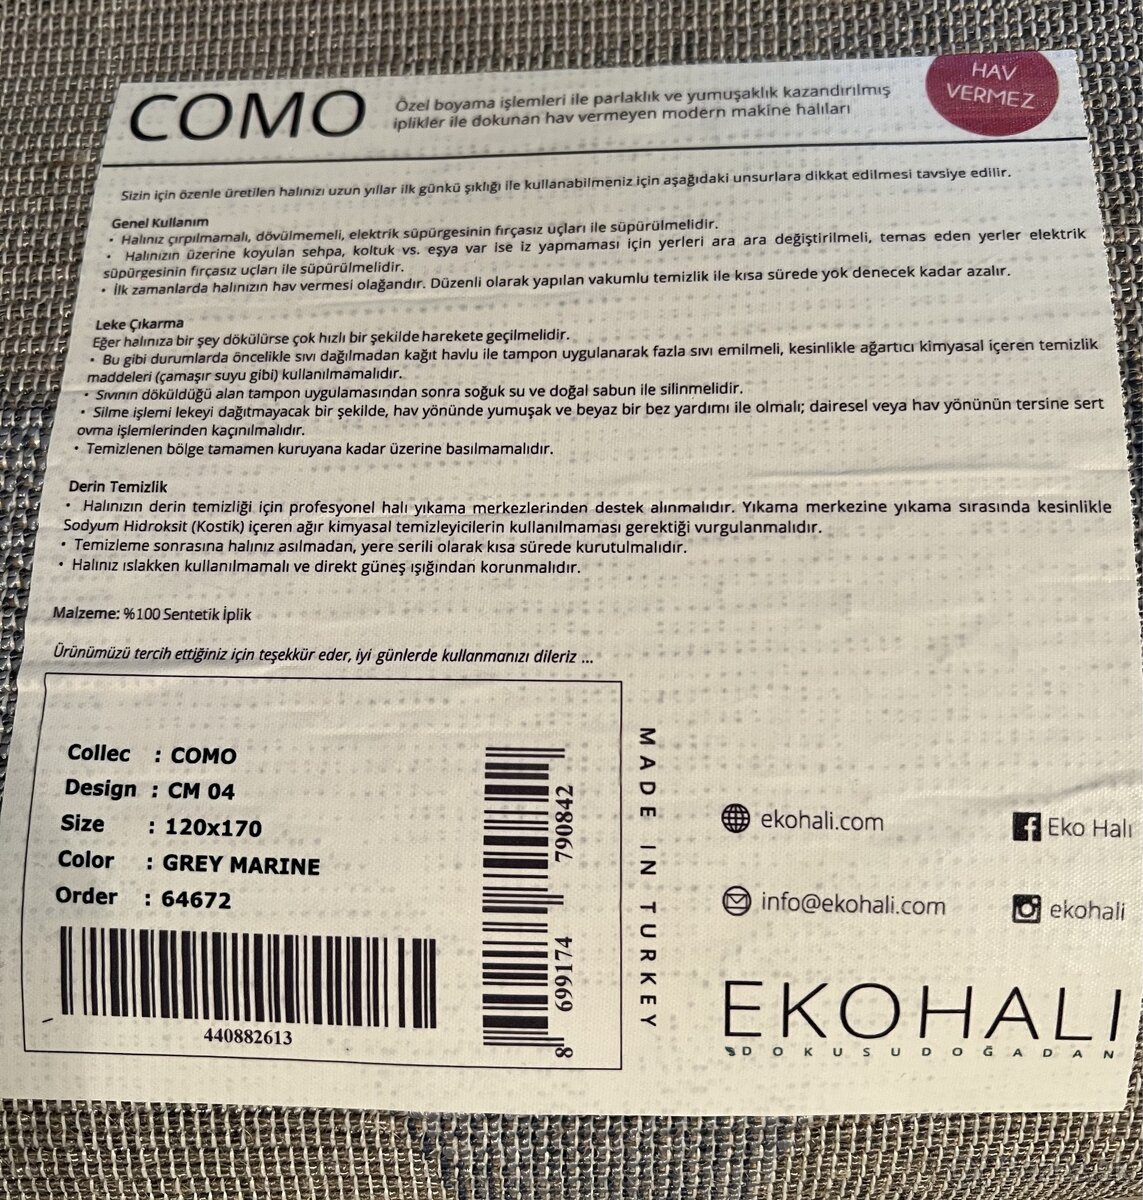 COMO
Özel boyama işlemleri ile parlaklık ve yumuşaklık kazandırılmış
iplikler ile dokunan hav vermeyen modern makine halıları
HAV
VERMEZ
Sizin için özenle üretilen halınızı uzun yıllar ilk günkü şıklığı ile kullanabilmeniz için aşağıdaki unsurlara dikkat edilmesi tavsiye edilir.
Genel Kullanım
• Halınız çırpılmamalı, dövülmemeli, elektrik süpürgesinin fırçasız uçları ile süpürülmelidir.
• Halınızın üzerine koyulan sehpa, koltuk vs. eşya var ise iz yapmaması için yerleri ara ara değiştirilmeli, temas eden yerler elektrik
süpürgesinin fırçasız uçları ile süpürülmelidir.
• İlk zamanlarda halınızın hav vermesi olağandır. Düzenli olarak yapılan vakumlu temizlik ile kısa sürede yok denecek kadar azalır.
Leke Çıkarma
Eğer halınıza bir şey dökülürse çok hızlı bir şekilde harekete geçilmelidir.
• Bu gibi durumlarda öncelikle sıvı dağılmadan kağıt havlu ile tampon uygulanarak fazla sıvı emilmeli, kesinlikle ağartıcı kimyasal içeren temizlik
maddeleri (çamaşır suyu gibi) kullanılmamalıdır.
• Sıvının döküldüğü alan tampon uygulamasından sonra soğuk su ve doğal sabun ile silinmelidir.
• Silme işlemi lekeyi dağıtmayacak bir şekilde, hav yönünde yumuşak ve beyaz bir bez yardımı ile olmalı; dairesel veya hav yönünün tersine sert
ovma işlemlerinden kaçınılmalıdır.
• Temizlenen bölge tamamen kuruyana kadar üzerine basılmamalıdır.
Derin Temizlik
• Halınızın derin temizliği için profesyonel halı yıkama merkezlerinden destek alınmalıdır. Yıkama merkezine yıkama sırasında kesinlikle
Sodyum Hidroksit (Kostik) içeren ağır kimyasal temizleyicilerin kullanılmaması gerektiği vurgulanmalıdır.
• Temizleme sonrasına halınız asılmadan, yere serili olarak kısa sürede kurutulmalıdır.
• Halınız ıslakken kullanılmamalı ve direkt güneş ışığından korunmalıdır.
Malzeme: %100 Sentetik İplik
Ürünümüzü tercih ettiğiniz için teşekkür eder, iyi günlerde kullanmanızı dileriz ...
Collec : COMO
Design : CM 04
Size : 120x170
Color : GREY MARINE
Order : 64672
440882613
8 699174 790842
MADE IN TURKEY
ekohali.com
Eko Halı
info@ekohali.com
ekohali
EKOHALI
DOKUSUDOĞADAN